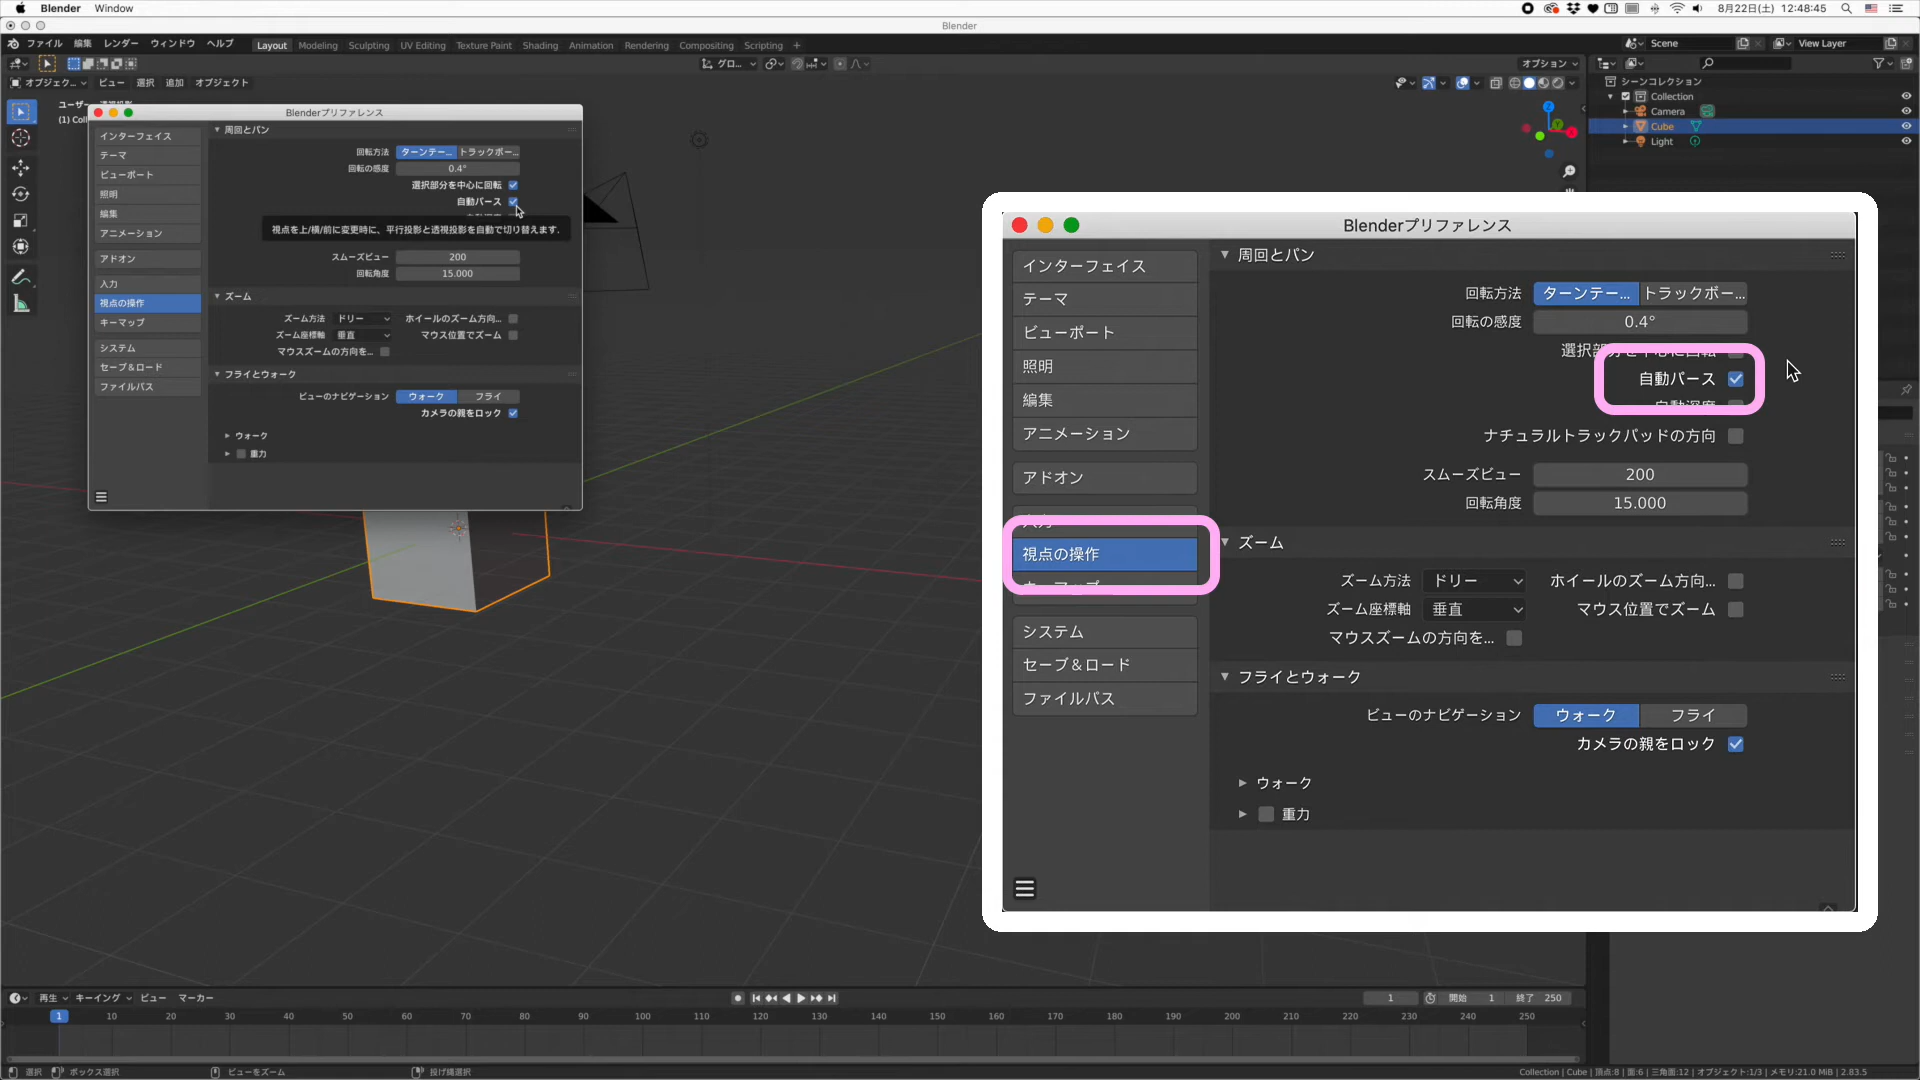 Blender Window
8月22日(土) 12:48:45
Blender
ファイル 編集 レンダー ウィンドウ ヘルプ
Layout Modeling Sculpting UV Editing Texture Paint Shading Animation Rendering Compositing Scripting +
Scene
View Layer
グロ...
オプション
オブジェク... ビュー 選択 追加 オブジェクト
シーンコレクション
Collection
Camera
Cube
Light
ユーザー
(1) Coll
Blenderプリファレンス
インターフェイス
テーマ
ビューポート
照明
編集
アニメーション
アドオン
入力
視点の操作
キーマップ
システム
セーブ&ロード
ファイルパス
周回とパン
回転方法 ターンテー... トラックボー...
回転の感度 0.4°
選択部分を中心に回転
自動パース
視点を上/横/前に変更時に、平行投影と透視投影を自動で切り替えます.
スムーズビュー 200
回転角度 15.000
ズーム
ズーム方法 ドリー ホイールのズーム方向...
ズーム座標軸 垂直 マウス位置でズーム
マウスズームの方向を...
フライとウォーク
ビューのナビゲーション ウォーク フライ
カメラの親をロック
ウォーク
重力
Blenderプリファレンス
インターフェイス
テーマ
ビューポート
照明
編集
アニメーション
アドオン
入力
視点の操作
キーマップ
システム
セーブ&ロード
ファイルパス
周回とパン
回転方法 ターンテー... トラックボー...
回転の感度 0.4°
選択部分を中心に回転
自動パース
自動深度
ナチュラルトラックパッドの方向
スムーズビュー 200
回転角度 15.000
ズーム
ズーム方法 ドリー ホイールのズーム方向...
ズーム座標軸 垂直 マウス位置でズーム
マウスズームの方向を...
フライとウォーク
ビューのナビゲーション ウォーク フライ
カメラの親をロック
ウォーク
重力
再生 キーイング ビュー マーカー
1 開始 1 終了 250
1 10 20 30 40 50 60 70 80 90 100 110 120 130 140 150 160 170 180 190 200 210 220 230 240 250
選択 ボックス選択 ビューをズーム 投げ縄選択
Collection | Cube | 頂点:8 | 面:6 | 三角面:12 | オブジェクト:1/3 | メモリ:21.0 MiB | 2.83.5